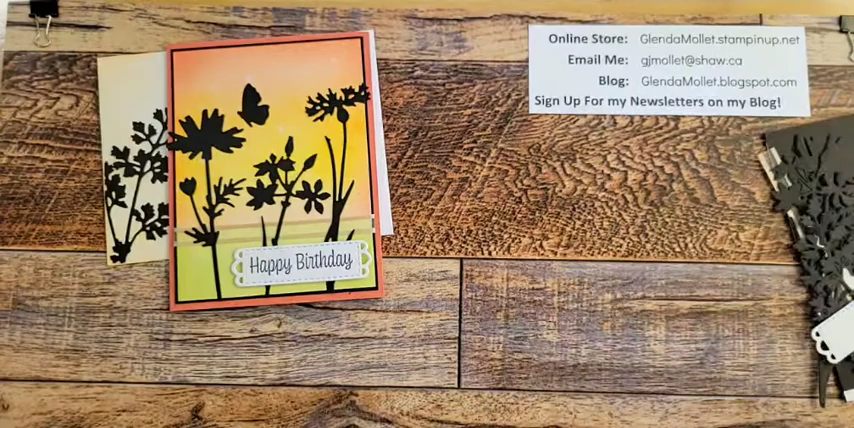 Online Store: GlendaMollet.stampinup.net
Email Me: gjmollet@shaw.ca
Blog: GlendaMollet.blogspot.com
Sign Up For my Newsletters on my Blog!
Happy Birthday